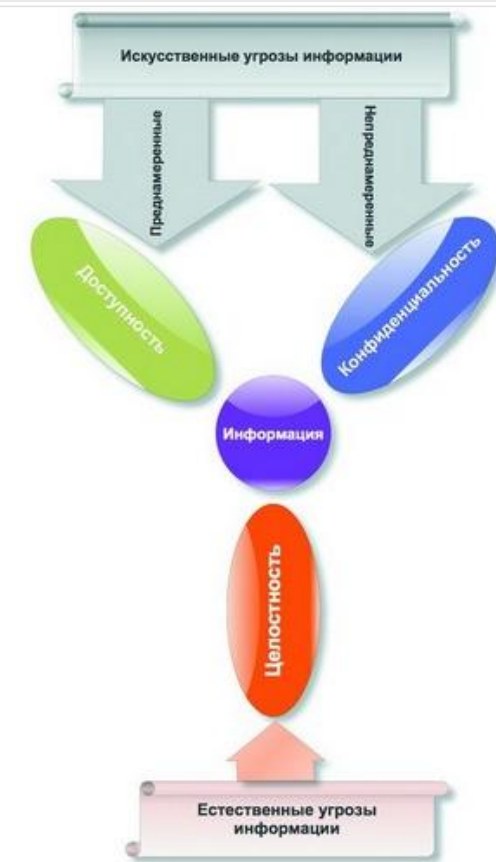 Искусственные угрозы информации
Преднамеренные
Непреднамеренные
Доступность
Конфиденциальность
Информация
Целостность
Естественные угрозы
информации